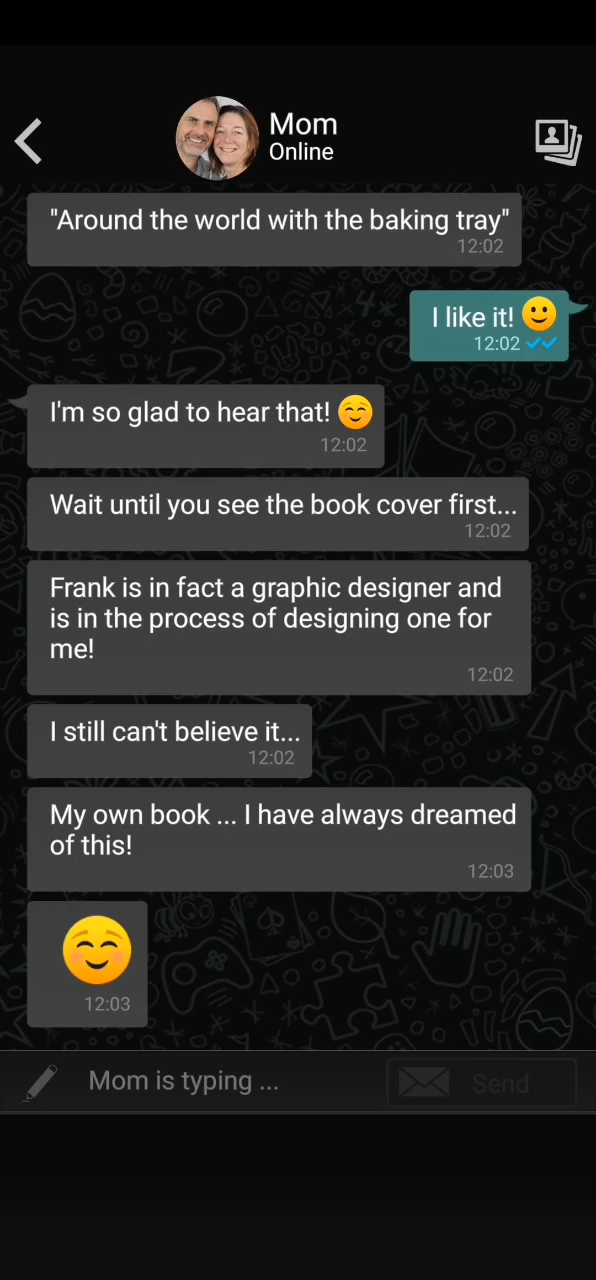 Mom
Online
"Around the world with the baking tray"
12:02
I like it! 🙂
12:02
I'm so glad to hear that! 😊
12:02
Wait until you see the book cover first...
12:02
Frank is in fact a graphic designer and
is in the process of designing one for
me!
12:02
I still can't believe it...
12:02
My own book ... I have always dreamed
of this!
12:03
😊
12:03
Mom is typing ...
Send